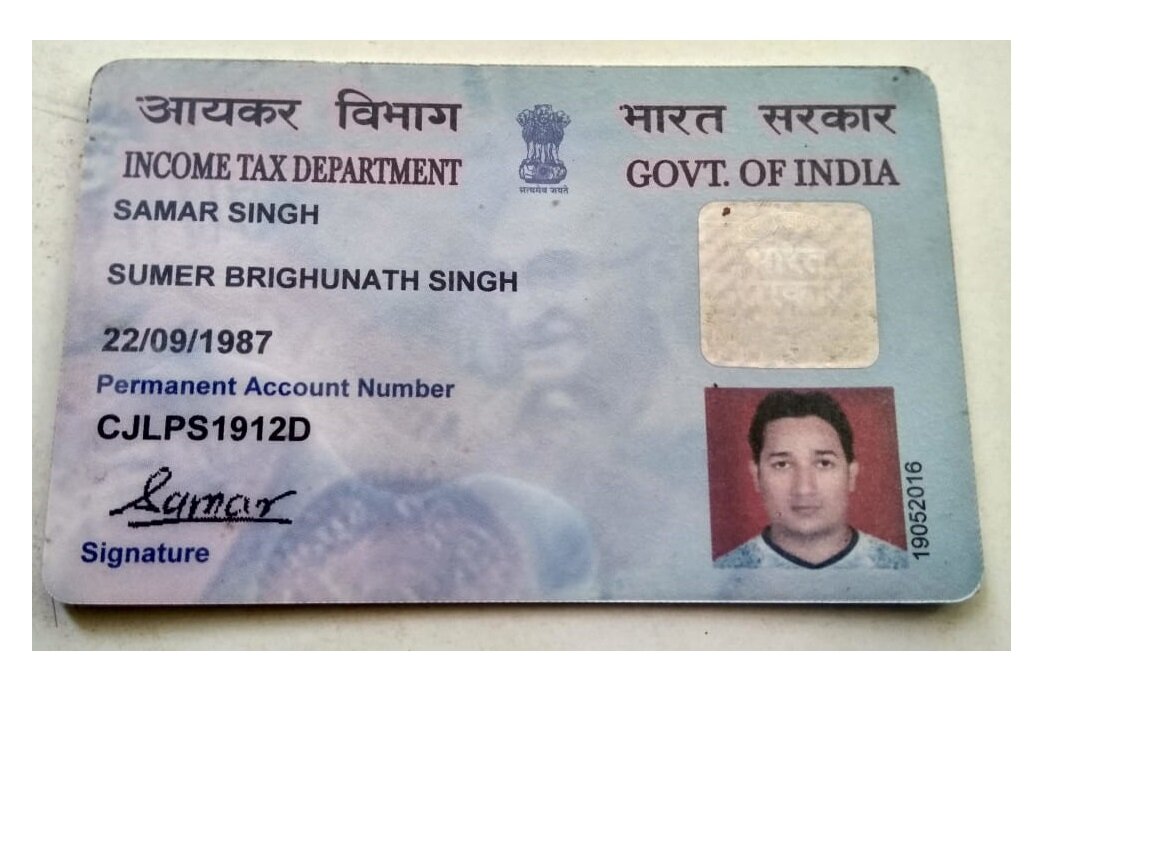 आयकर विभाग
भारत सरकार
INCOME TAX DEPARTMENT
GOVT. OF INDIA
सत्यमेव जयते
SAMAR SINGH
SUMER BRIGHUNATH SINGH
22/09/1987
Permanent Account Number
CJLPS1912D
Samar
Signature
भारत
सरकार
19052016